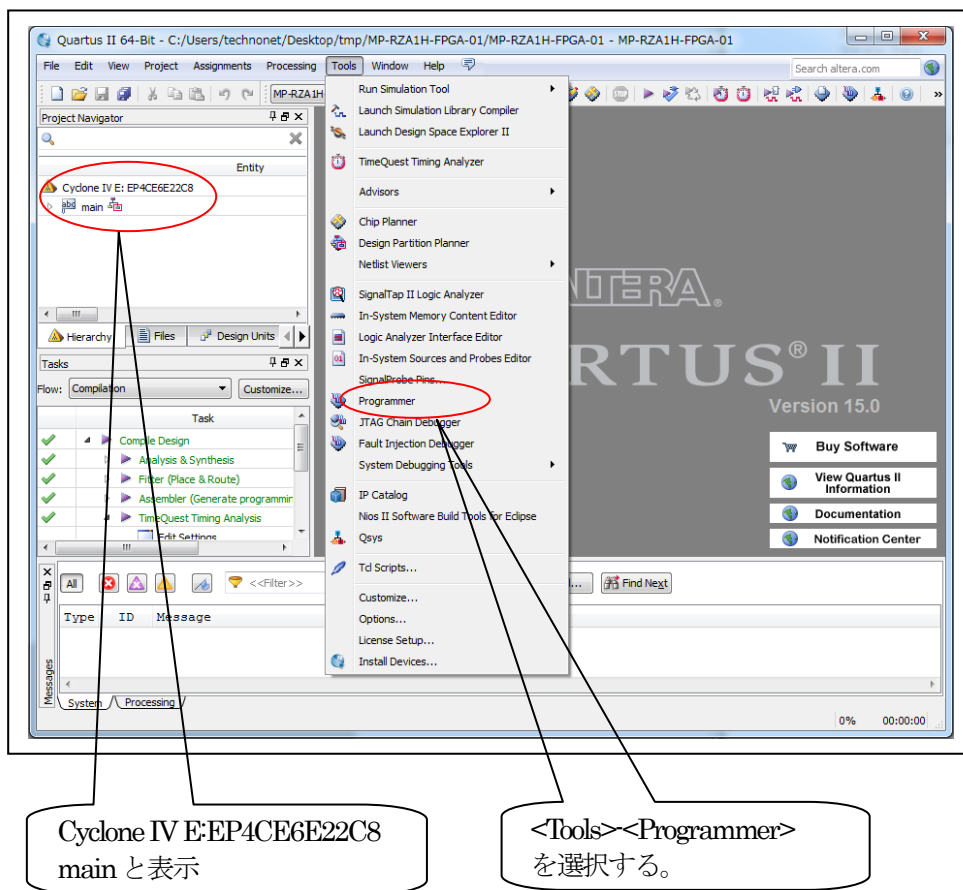 Quartus II 64-Bit - C:/Users/technonet/Desktop/tmp/MP-RZA1H-FPGA-01/MP-RZA1H-FPGA-01 - MP-RZA1H-FPGA-01
File Edit View Project Assignments Processing Tools Window Help
Search altera.com
MP-RZA1H
Project Navigator
Entity
Cyclone IV E: EP4CE6E22C8
main
Hierarchy Files Design Units
Tasks
Flow: Compilation Customize...
Task
Compile Design
Analysis & Synthesis
Fitter (Place & Route)
Assembler (Generate programmin
TimeQuest Timing Analysis
Edit Settings
Run Simulation Tool
Launch Simulation Library Compiler
Launch Design Space Explorer II
TimeQuest Timing Analyzer
Advisors
Chip Planner
Design Partition Planner
Netlist Viewers
SignalTap II Logic Analyzer
In-System Memory Content Editor
Logic Analyzer Interface Editor
In-System Sources and Probes Editor
SignalProbe Pins...
Programmer
JTAG Chain Debugger
Fault Injection Debugger
System Debugging Tools
IP Catalog
Nios II Software Build Tools for Eclipse
Qsys
Tcl Scripts...
Customize...
Options...
License Setup...
Install Devices...
NTERA®
RTUS® II
Version 15.0
Buy Software
View Quartus II
Information
Documentation
Notification Center
All <<Filter>> Find Next
Type ID Message
Messages
System Processing
0% 00:00:00
Cyclone IV E:EP4CE6E22C8
main と表示
<Tools>-<Programmer>
を選択する。